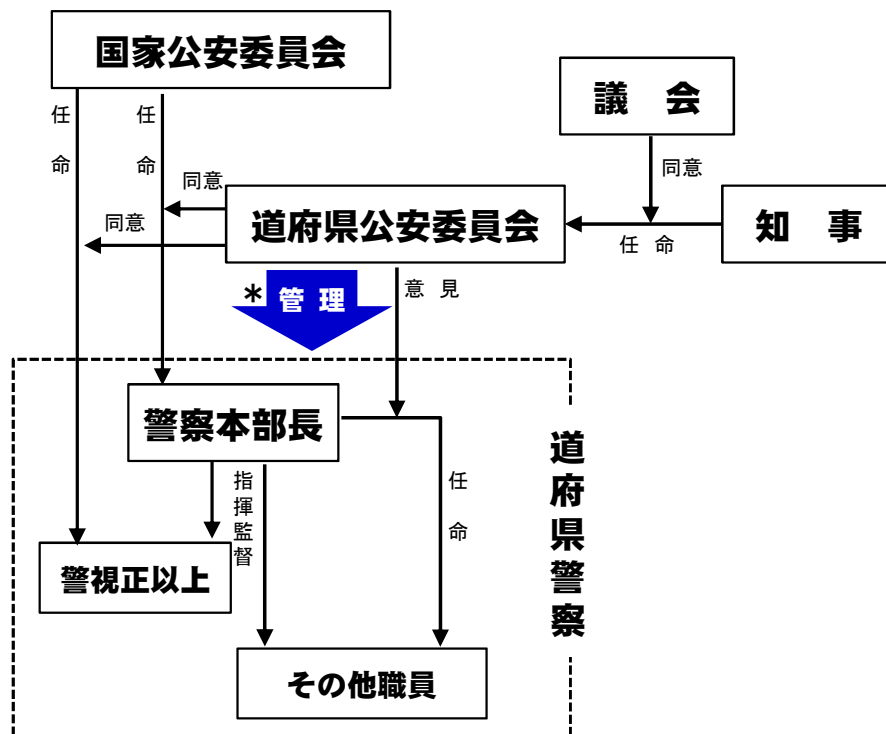 国家公安委員会
議　会
任命
任命
同意
同意
同意
道府県公安委員会
知　事
任 命
*
管 理
意 見
警察本部長
道府県警察
指揮監督
任命
警視正以上
その他職員